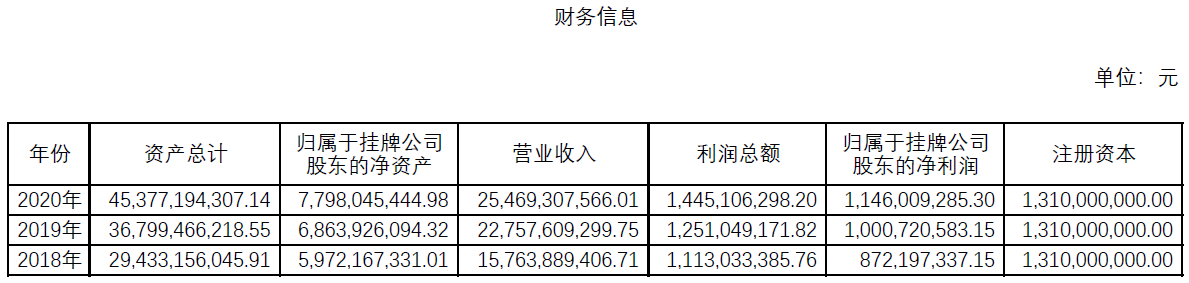 财务信息
单位：元
年份 资产总计 归属于挂牌公司股东的净资产 营业收入 利润总额 归属于挂牌公司股东的净利润 注册资本
2020年 45,377,194,307.14 7,798,045,444.98 25,469,307,566.01 1,445,106,298.20 1,146,009,285.30 1,310,000,000.00
2019年 36,799,466,218.55 6,863,926,094.32 22,757,609,299.75 1,251,049,171.82 1,000,720,583.15 1,310,000,000.00
2018年 29,433,156,045.91 5,972,167,331.01 15,763,889,406.71 1,113,033,385.76 872,197,337.15 1,310,000,000.00